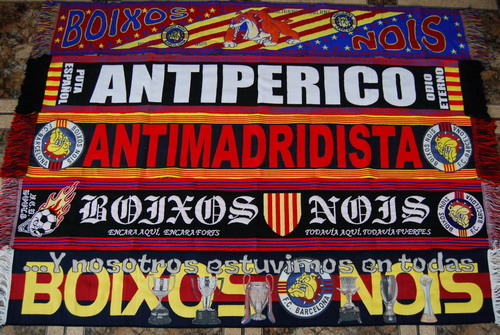 BOIXOS NOIS
PUTA ESPAÑOL
ANTIPERICO
ODIO ETERNO
ANTIMADRIDISTA
BOIXOS NOIS
ENCARA AQUÍ, ENCARA FORTS
TODAVÍA AQUÍ, TODAVÍA FUERTES
...Y nosotros estuvimos en todas
BOIXOS NOIS
F.C. BARCELONA